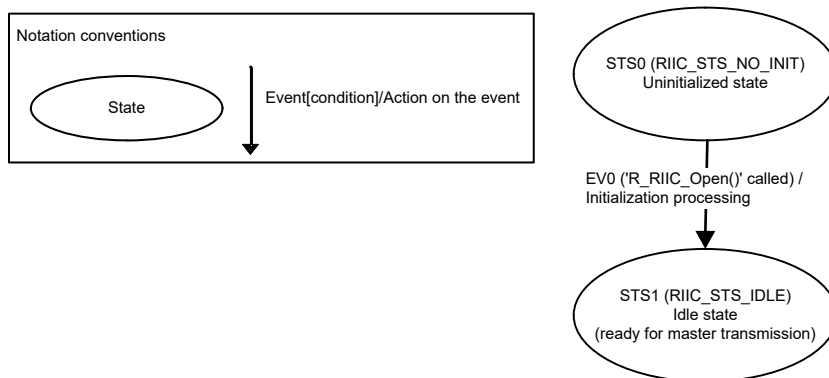 Notation conventions
State
Event[condition]/Action on the event
STS0 (RIIC_STS_NO_INIT)
Uninitialized state
EV0 ('R_RIIC_Open()' called) /
Initialization processing
STS1 (RIIC_STS_IDLE)
Idle state
(ready for master transmission)